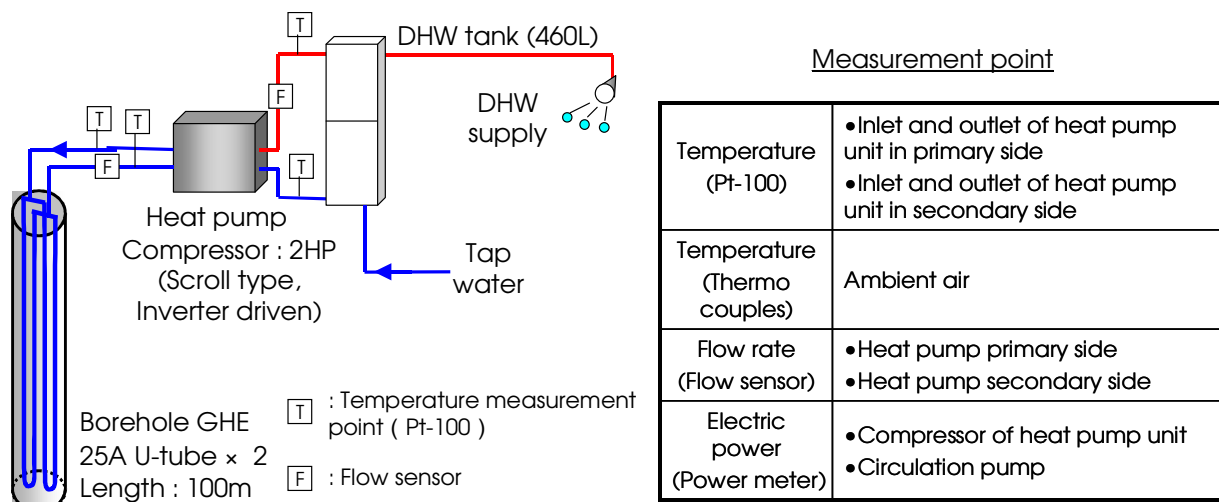 T
DHW tank (460L)
F
DHW
supply
T
T
F
T
Heat pump
Compressor : 2HP
(Scroll type,
Inverter driven)
Tap
water
Borehole GHE
25A U-tube × 2
Length : 100m
T : Temperature measurement
point ( Pt-100 )
F : Flow sensor
Measurement point
Temperature
(Pt-100)
•Inlet and outlet of heat pump
unit in primary side
•Inlet and outlet of heat pump
unit in secondary side
Temperature
(Thermo
couples)
Ambient air
Flow rate
(Flow sensor)
•Heat pump primary side
•Heat pump secondary side
Electric
power
(Power meter)
•Compressor of heat pump unit
•Circulation pump